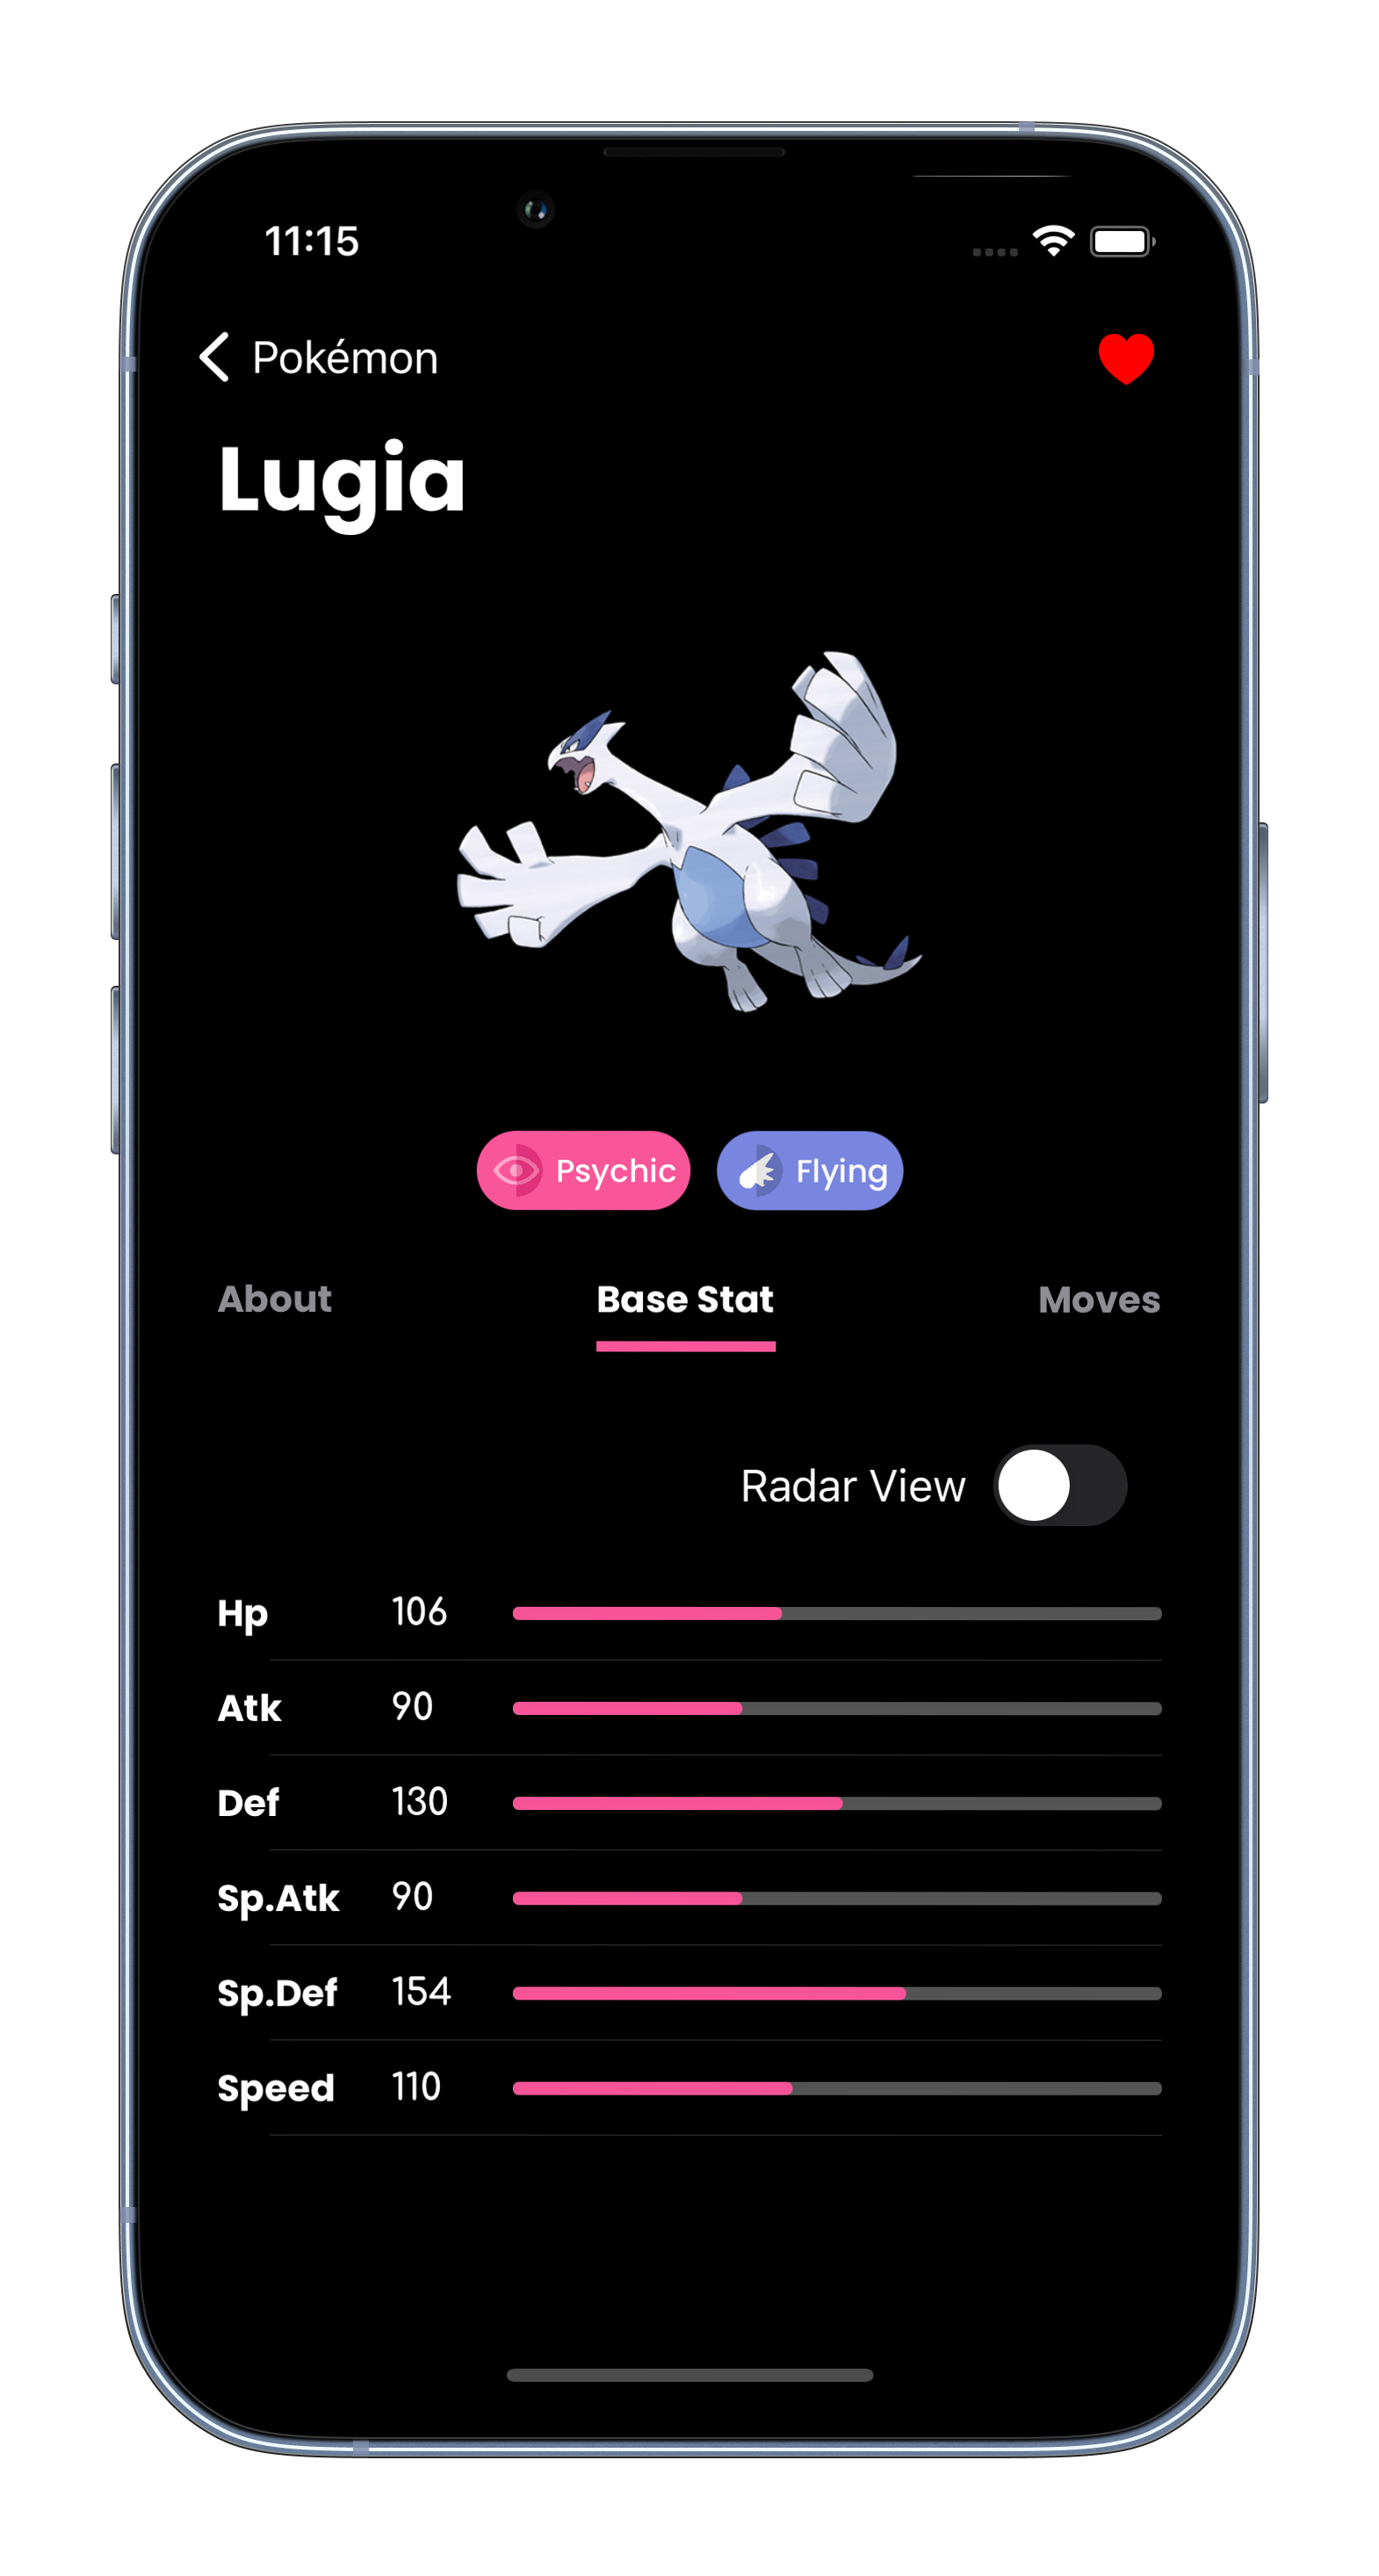 11:15
Pokémon
Lugia
Psychic Flying
About Base Stat Moves
Radar View
Hp 106
Atk 90
Def 130
Sp.Atk 90
Sp.Def 154
Speed 110